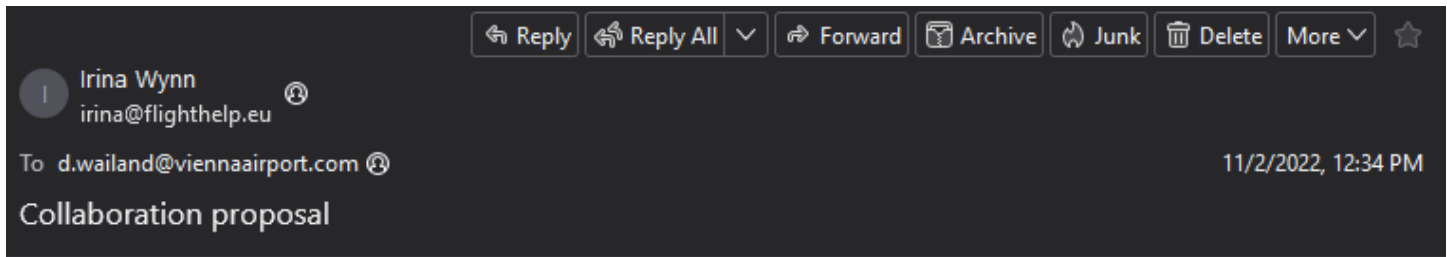 Reply Reply All Forward Archive Junk Delete More
I
Irina Wynn
irina@flighthelp.eu
To d.wailand@viennaairport.com 11/2/2022, 12:34 PM
Collaboration proposal